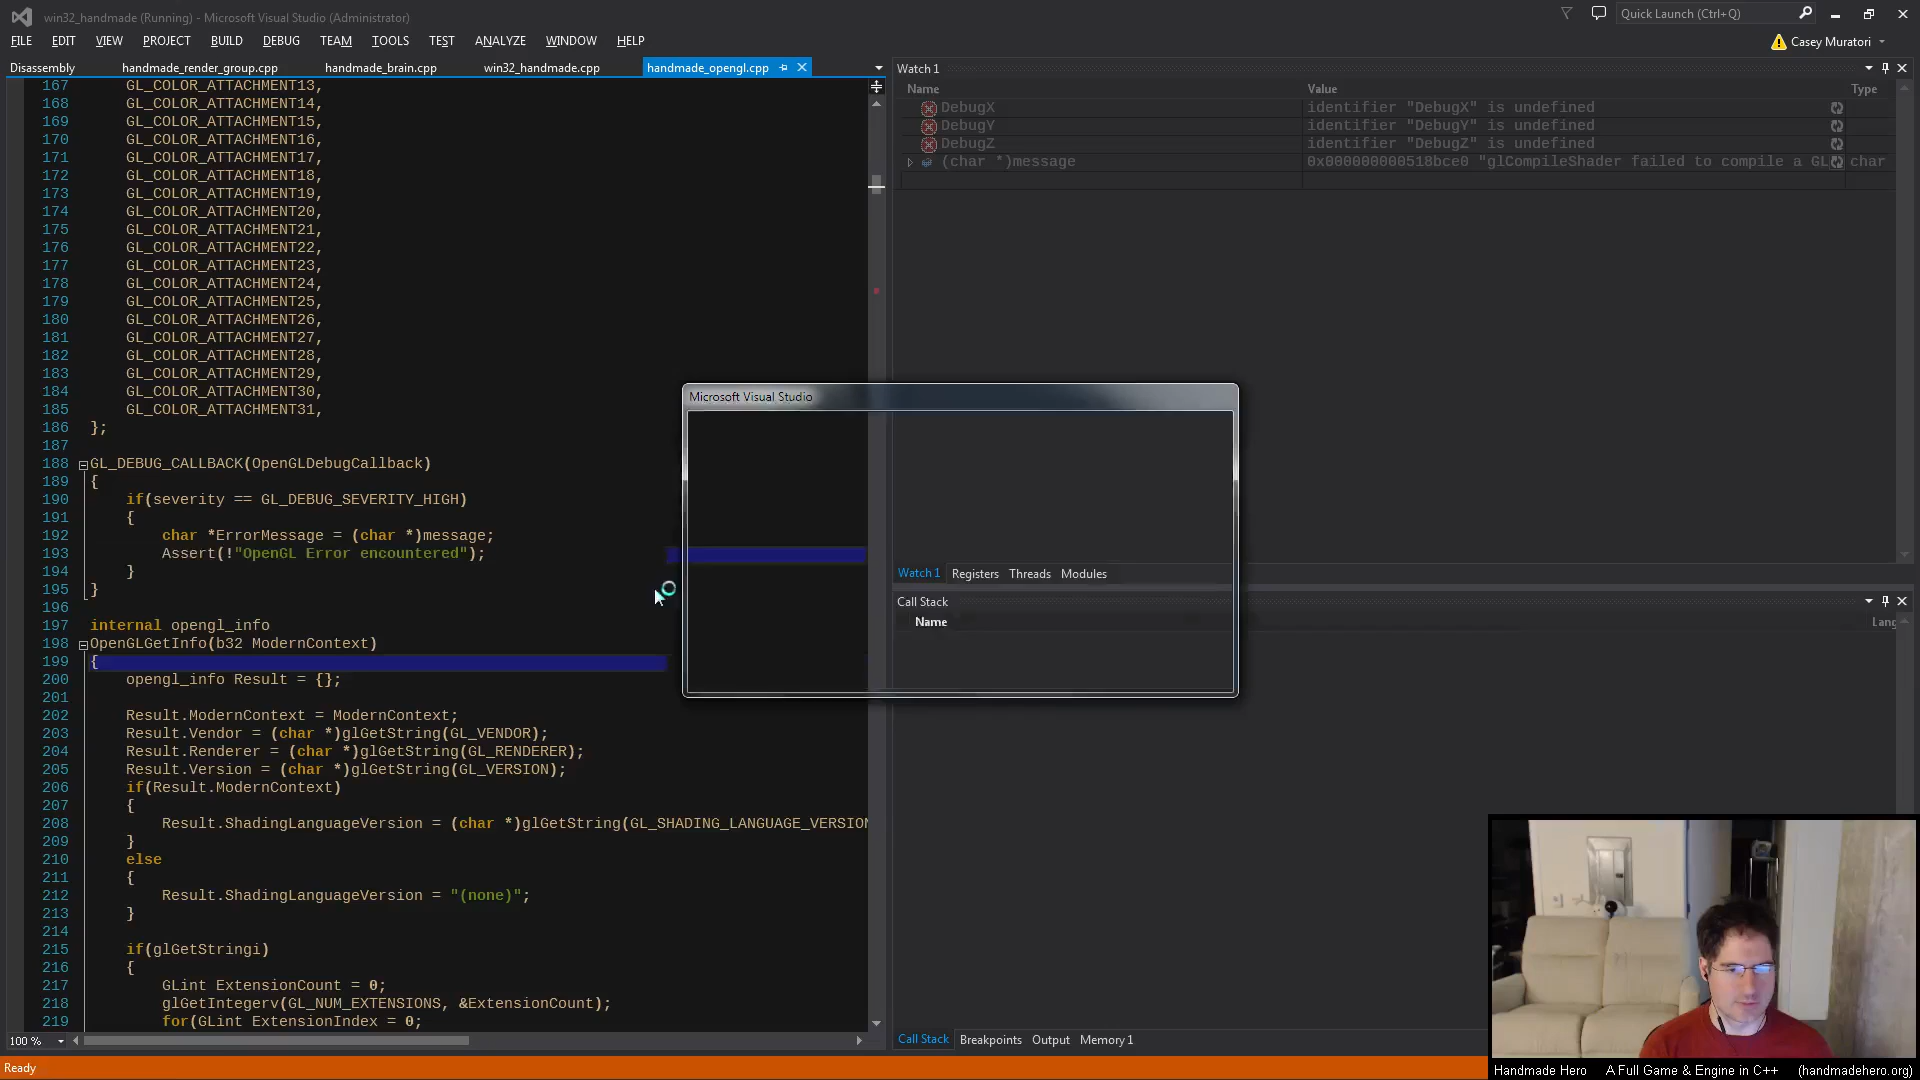 win32_handmade (Running) - Microsoft Visual Studio (Administrator)
Quick Launch (Ctrl+Q)
FILE EDIT VIEW PROJECT BUILD DEBUG TEAM TOOLS TEST ANALYZE WINDOW HELP
Casey Muratori
Disassembly handmade_render_group.cpp handmade_brain.cpp win32_handmade.cpp handmade_opengl.cpp
167 GL_COLOR_ATTACHMENT13,
168 GL_COLOR_ATTACHMENT14,
169 GL_COLOR_ATTACHMENT15,
170 GL_COLOR_ATTACHMENT16,
171 GL_COLOR_ATTACHMENT17,
172 GL_COLOR_ATTACHMENT18,
173 GL_COLOR_ATTACHMENT19,
174 GL_COLOR_ATTACHMENT20,
175 GL_COLOR_ATTACHMENT21,
176 GL_COLOR_ATTACHMENT22,
177 GL_COLOR_ATTACHMENT23,
178 GL_COLOR_ATTACHMENT24,
179 GL_COLOR_ATTACHMENT25,
180 GL_COLOR_ATTACHMENT26,
181 GL_COLOR_ATTACHMENT27,
182 GL_COLOR_ATTACHMENT28,
183 GL_COLOR_ATTACHMENT29,
184 GL_COLOR_ATTACHMENT30,
185 GL_COLOR_ATTACHMENT31,
186 };
187
188 GL_DEBUG_CALLBACK(OpenGLDebugCallback)
189 {
190 if(severity == GL_DEBUG_SEVERITY_HIGH)
191 {
192 char *ErrorMessage = (char *)message;
193 Assert(!"OpenGL Error encountered");
194 }
195 }
196
197 internal opengl_info
198 OpenGLGetInfo(b32 ModernContext)
199 {
200 opengl_info Result = {};
201
202 Result.ModernContext = ModernContext;
203 Result.Vendor = (char *)glGetString(GL_VENDOR);
204 Result.Renderer = (char *)glGetString(GL_RENDERER);
205 Result.Version = (char *)glGetString(GL_VERSION);
206 if(Result.ModernContext)
207 {
208 Result.ShadingLanguageVersion = (char *)glGetString(GL_SHADING_LANGUAGE_VERSION
209 }
210 else
211 {
212 Result.ShadingLanguageVersion = "(none)";
213 }
214
215 if(glGetStringi)
216 {
217 GLint ExtensionCount = 0;
218 glGetIntegerv(GL_NUM_EXTENSIONS, &ExtensionCount);
219 for(GLint ExtensionIndex = 0;
100 %
Ready
Watch 1
Name Value Type
DebugX identifier "DebugX" is undefined
DebugY identifier "DebugY" is undefined
DebugZ identifier "DebugZ" is undefined
(char *)message 0x000000000518bce0 "glCompileShader failed to compile a GL char
Microsoft Visual Studio
Watch 1 Registers Threads Modules
Call Stack
Name Lang
Call Stack Breakpoints Output Memory 1
Handmade Hero A Full Game & Engine in C++ (handmadehero.org)